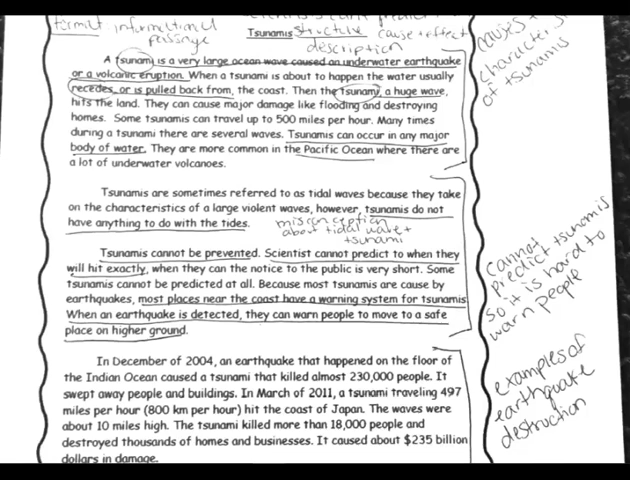 format informational
passage
Tsunamis structure cause + effect
description
A tsunami is a very large ocean wave caused an underwater earthquake
or a volcanic eruption. When a tsunami is about to happen the water usually
recedes, or is pulled back from, the coast. Then the tsunami, a huge wave,
hits the land. They can cause major damage like flooding and destroying
homes. Some tsunamis can travel up to 500 miles per hour. Many times
during a tsunami there are several waves. Tsunamis can occur in any major
body of water. They are more common in the Pacific Ocean where there are
a lot of underwater volcanoes.
causes +
of tsunamis
Tsunamis are sometimes referred to as tidal waves because they take
on the characteristics of a large violent waves, however, tsunamis do not
have anything to do with the tides.
misconception
about tidal wave +
tsunami
Tsunamis cannot be prevented. Scientist cannot predict to when they
will hit exactly, when they can the notice to the public is very short. Some
tsunamis cannot be predicted at all. Because most tsunamis are cause by
earthquakes, most places near the coast have a warning system for tsunamis
When an earthquake is detected, they can warn people to move to a safe
place on higher ground.
cannot
predict tsunamis
so it is hard to
warn people
In December of 2004, an earthquake that happened on the floor of
the Indian Ocean caused a tsunami that killed almost 230,000 people. It
swept away people and buildings. In March of 2011, a tsunami traveling 497
miles per hour (800 km per hour) hit the coast of Japan. The waves were
about 10 miles high. The tsunami killed more than 18,000 people and
destroyed thousands of homes and businesses. It caused about $235 billion
dollars in damage.
examples of
earthquake
destruction